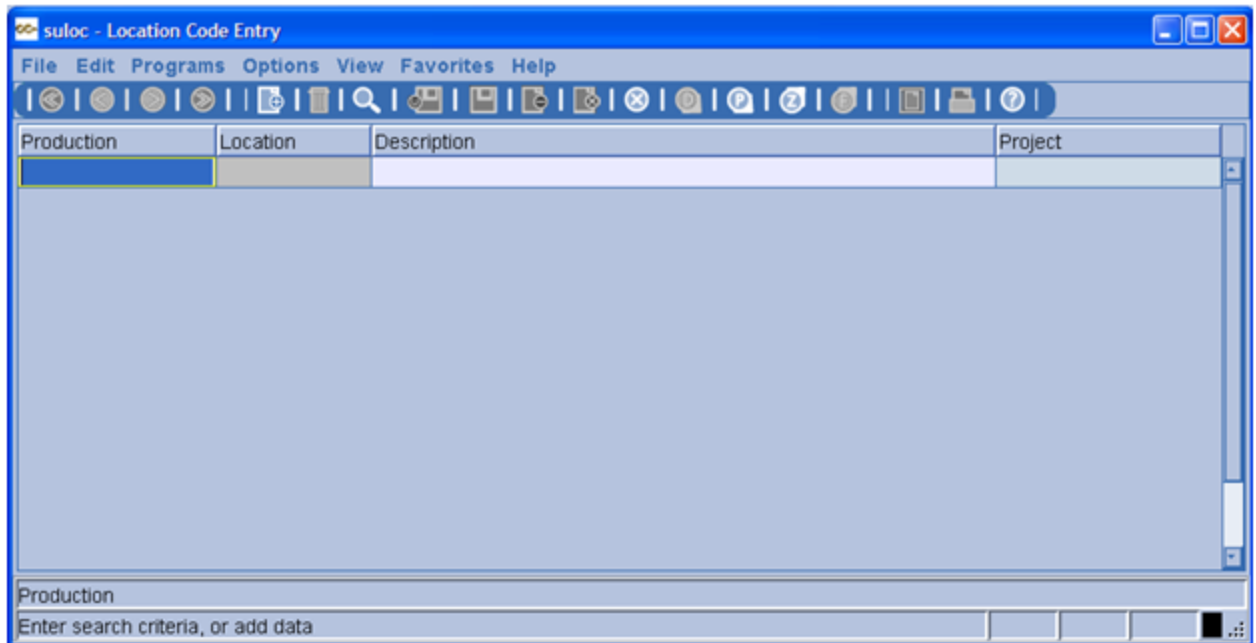 suloc - Location Code Entry
File Edit Programs Options View Favorites Help
Production Location Description Project
Production
Enter search criteria, or add data